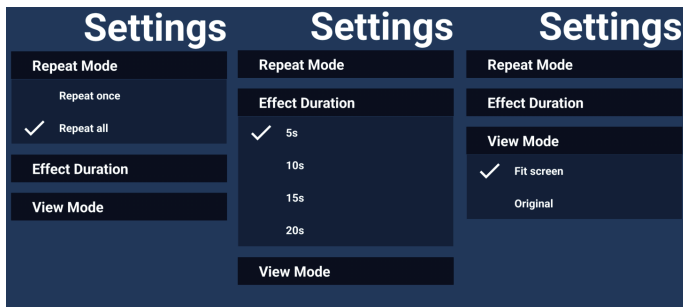 Settings
Repeat Mode
Repeat once
Repeat all
Effect Duration
View Mode
Settings
Repeat Mode
Effect Duration
5s
10s
15s
20s
View Mode
Settings
Repeat Mode
Effect Duration
View Mode
Fit screen
Original